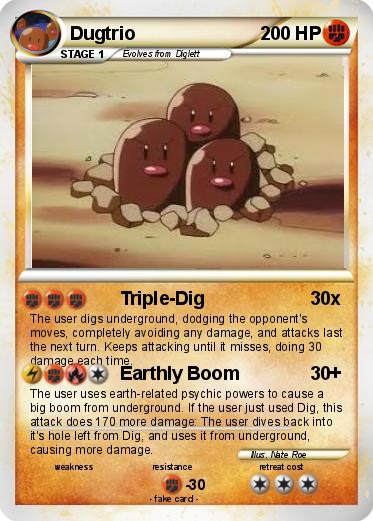 Dugtrio 200 HP
STAGE 1 Evolves from Diglett
Triple-Dig 30x
The user digs underground, dodging the opponent's
moves, completely avoiding any damage, and attacks last
the next turn. Keeps attacking until it misses, doing 30
damage each time.
Earthly Boom 30+
The user uses earth-related psychic powers to cause a
big boom from underground. If the user just used Dig, this
attack does 170 more damage: The user dives back into
it's hole left from Dig, and uses it from underground,
causing more damage.
Illus. Nate Roe
weakness resistance retreat cost
-30
- fake card -